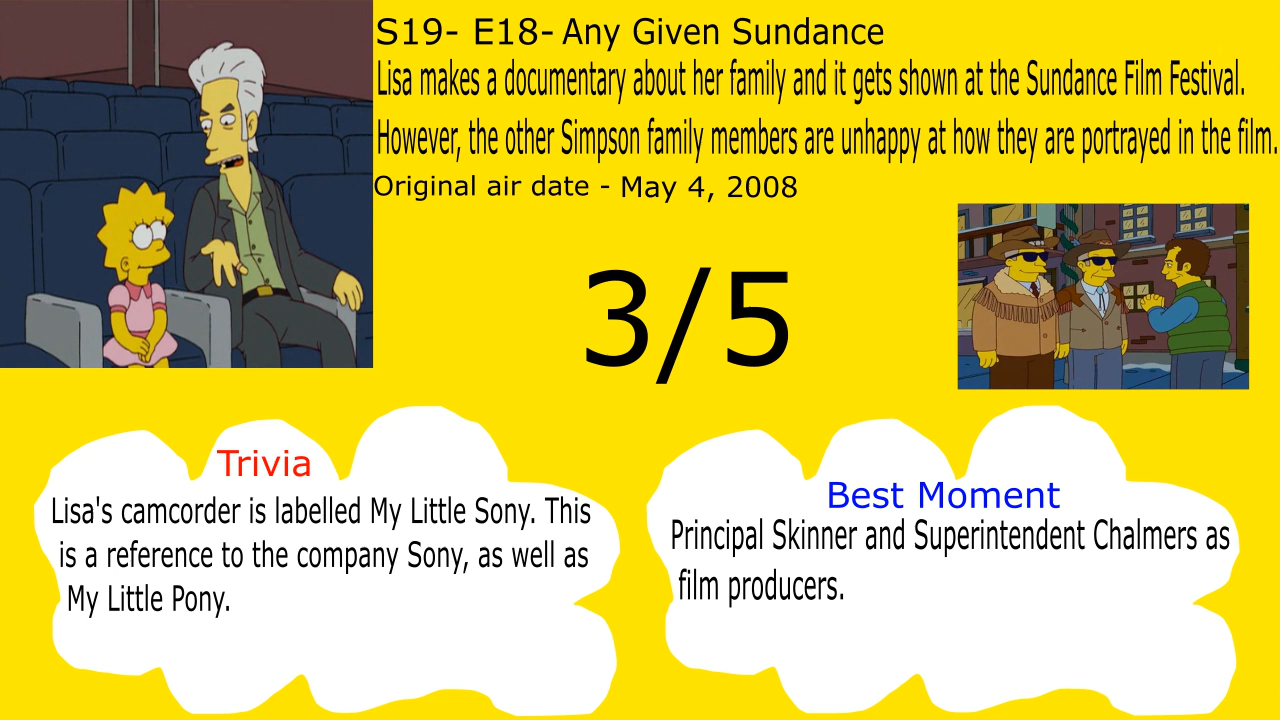 S19- E18- Any Given Sundance
Lisa makes a documentary about her family and it gets shown at the Sundance Film Festival.
However, the other Simpson family members are unhappy at how they are portrayed in the film.
Original air date - May 4, 2008
3/5
Trivia
Lisa's camcorder is labelled My Little Sony. This
is a reference to the company Sony, as well as
My Little Pony.
Best Moment
Principal Skinner and Superintendent Chalmers as
film producers.